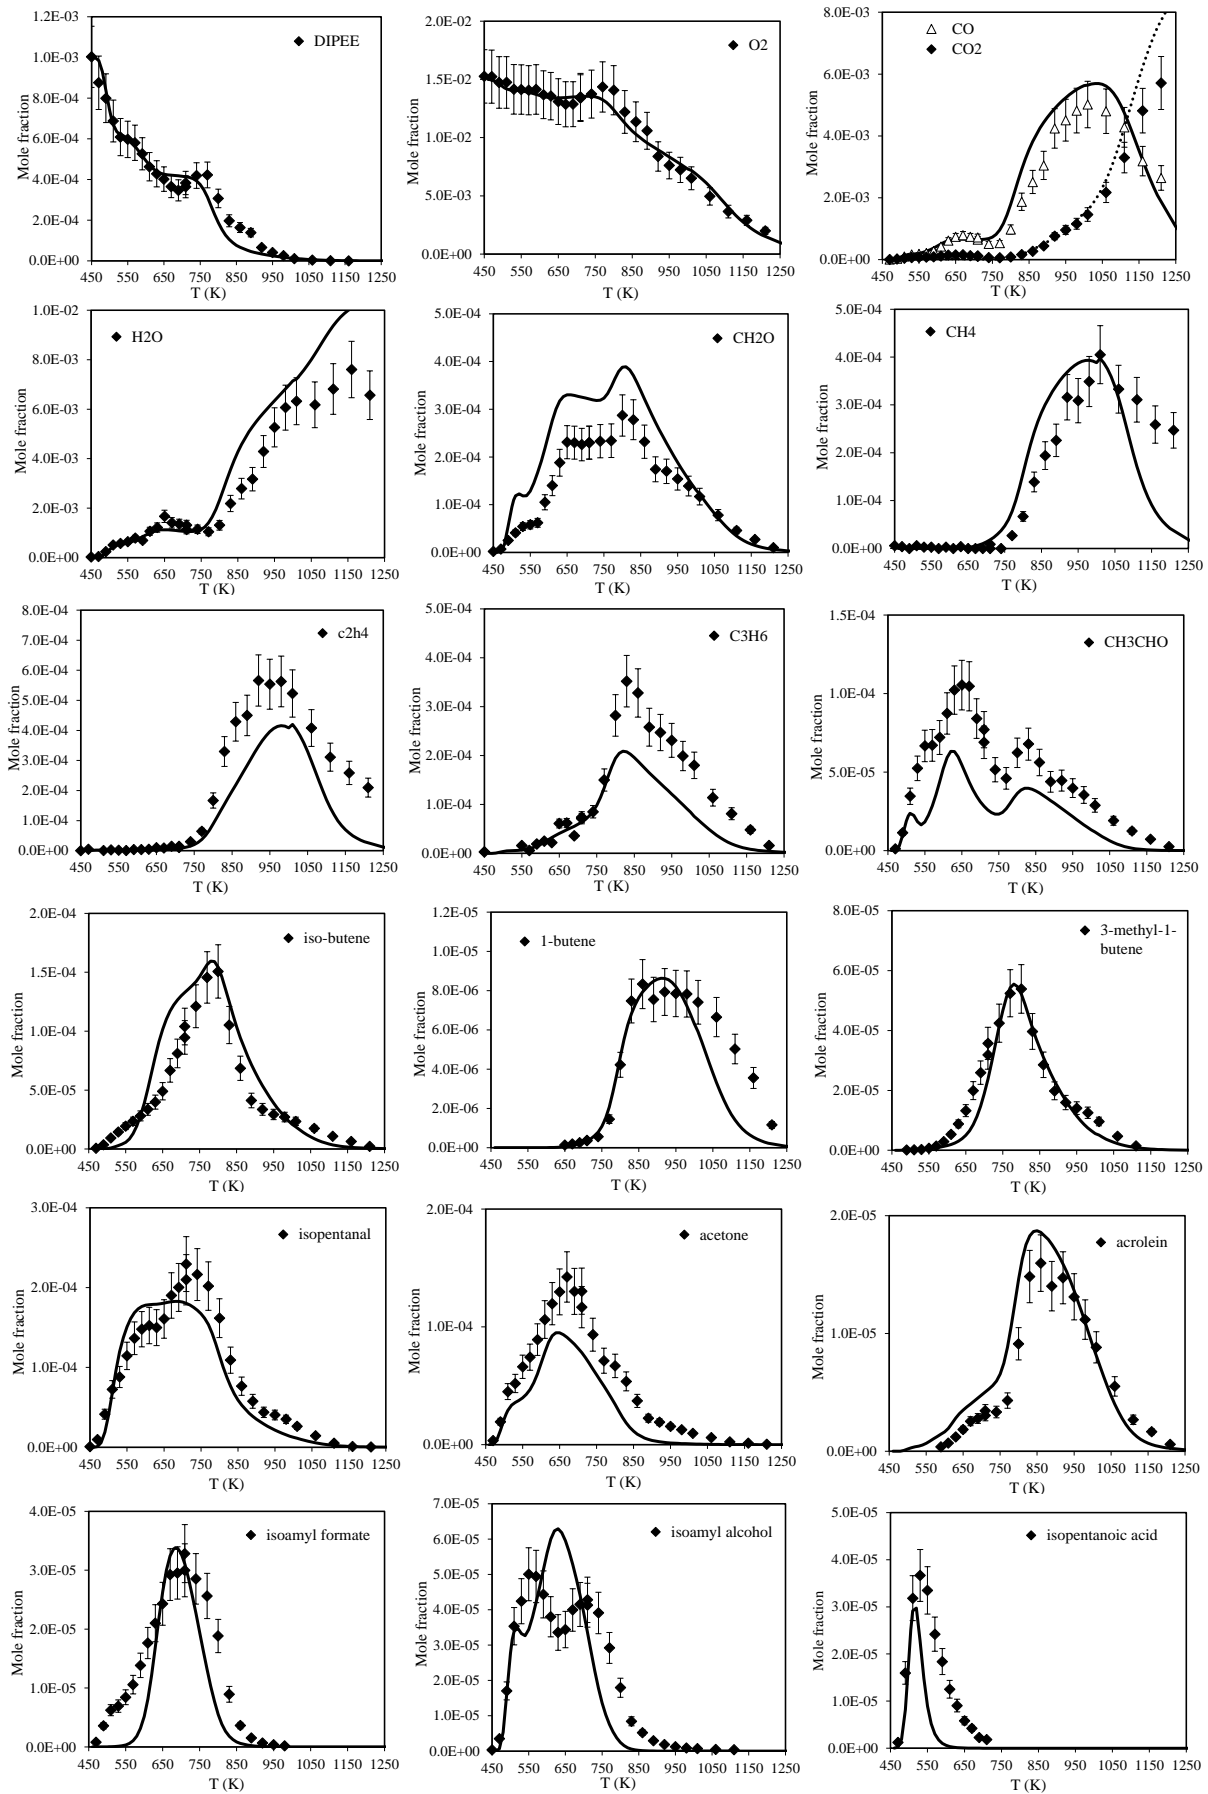 1.2E-03
1.0E-03
8.0E-04
6.0E-04
4.0E-04
2.0E-04
0.0E+00
Mole fraction
DIPEE
450 550 650 750 850 950 1050 1150 1250
T (K)
2.0E-02
1.5E-02
1.0E-02
5.0E-03
0.0E+00
Mole fraction
O2
450 550 650 750 850 950 1050 1150 1250
T (K)
8.0E-03
6.0E-03
4.0E-03
2.0E-03
0.0E+00
Mole fraction
CO
CO2
450 550 650 750 850 950 1050 1150 1250
T (K)
1.0E-02
8.0E-03
6.0E-03
4.0E-03
2.0E-03
0.0E+00
Mole fraction
H2O
450 550 650 750 850 950 1050 1150 1250
T (K)
5.0E-04
4.0E-04
3.0E-04
2.0E-04
1.0E-04
0.0E+00
Mole fraction
CH2O
450 550 650 750 850 950 1050 1150 1250
T (K)
5.0E-04
4.0E-04
3.0E-04
2.0E-04
1.0E-04
0.0E+00
Mole fraction
CH4
450 550 650 750 850 950 1050 1150 1250
T (K)
8.0E-04
7.0E-04
6.0E-04
5.0E-04
4.0E-04
3.0E-04
2.0E-04
1.0E-04
0.0E+00
Mole fraction
c2h4
450 550 650 750 850 950 1050 1150 1250
T (K)
5.0E-04
4.0E-04
3.0E-04
2.0E-04
1.0E-04
0.0E+00
Mole fraction
C3H6
450 550 650 750 850 950 1050 1150 1250
T (K)
1.5E-04
1.0E-04
5.0E-05
0.0E+00
Mole fraction
CH3CHO
450 550 650 750 850 950 1050 1150 1250
T (K)
2.0E-04
1.5E-04
1.0E-04
5.0E-05
0.0E+00
Mole fraction
iso-butene
450 550 650 750 850 950 1050 1150 1250
T (K)
1.2E-05
1.0E-05
8.0E-06
6.0E-06
4.0E-06
2.0E-06
0.0E+00
Mole fraction
1-butene
450 550 650 750 850 950 1050 1150 1250
T (K)
8.0E-05
6.0E-05
4.0E-05
2.0E-05
0.0E+00
Mole fraction
3-methyl-1-
butene
450 550 650 750 850 950 1050 1150 1250
T (K)
3.0E-04
2.0E-04
1.0E-04
0.0E+00
Mole fraction
isopentanal
450 550 650 750 850 950 1050 1150 1250
T (K)
2.0E-04
1.0E-04
0.0E+00
Mole fraction
acetone
450 550 650 750 850 950 1050 1150 1250
T (K)
2.0E-05
1.0E-05
0.0E+00
Mole fraction
acrolein
450 550 650 750 850 950 1050 1150 1250
T (K)
4.0E-05
3.0E-05
2.0E-05
1.0E-05
0.0E+00
Mole fraction
isoamyl formate
450 550 650 750 850 950 1050 1150 1250
T (K)
7.0E-05
6.0E-05
5.0E-05
4.0E-05
3.0E-05
2.0E-05
1.0E-05
0.0E+00
Mole fraction
isoamyl alcohol
450 550 650 750 850 950 1050 1150 1250
T (K)
5.0E-05
4.0E-05
3.0E-05
2.0E-05
1.0E-05
0.0E+00
Mole fraction
isopentanoic acid
450 550 650 750 850 950 1050 1150 1250
T (K)